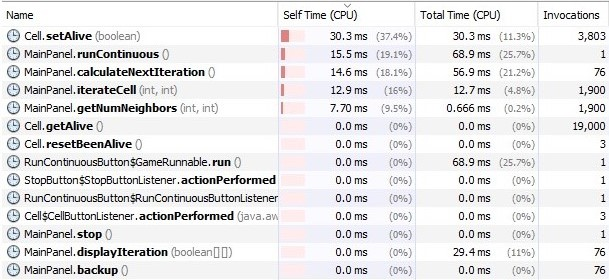 Name Self Time (CPU) Total Time (CPU) Invocations
Cell.setAlive (boolean) 30.3 ms (37.4%) 30.3 ms (11.3%) 3,803
MainPanel.runContinuous () 15.5 ms (19.1%) 68.9 ms (25.7%) 1
MainPanel.calculateNextIteration () 14.6 ms (18.1%) 56.9 ms (21.2%) 76
MainPanel.iterateCell (int, int) 12.9 ms (16%) 12.7 ms (4.8%) 1,900
MainPanel.getNumNeighbors (int, int) 7.70 ms (9.5%) 0.666 ms (0.2%) 1,900
Cell.getAlive () 0.0 ms (0%) 0.0 ms (0%) 19,000
Cell.resetBeenAlive () 0.0 ms (0%) 0.0 ms (0%) 4
RunContinuousButton$GameRunnable.run () 0.0 ms (0%) 68.9 ms (25.7%) 1
StopButton$StopButtonListener.actionPerformed 0.0 ms (0%) 0.0 ms (0%) 1
RunContinuousButton$RunContinuousButtonListener 0.0 ms (0%) 0.0 ms (0%) 1
Cell$CellButtonListener.actionPerformed (java.aw 0.0 ms (0%) 0.0 ms (0%) 3
MainPanel.stop () 0.0 ms (0%) 0.0 ms (0%) 1
MainPanel.displayIteration (boolean[][]) 0.0 ms (0%) 29.4 ms (11%) 76
MainPanel.backup () 0.0 ms (0%) 0.0 ms (0%) 76